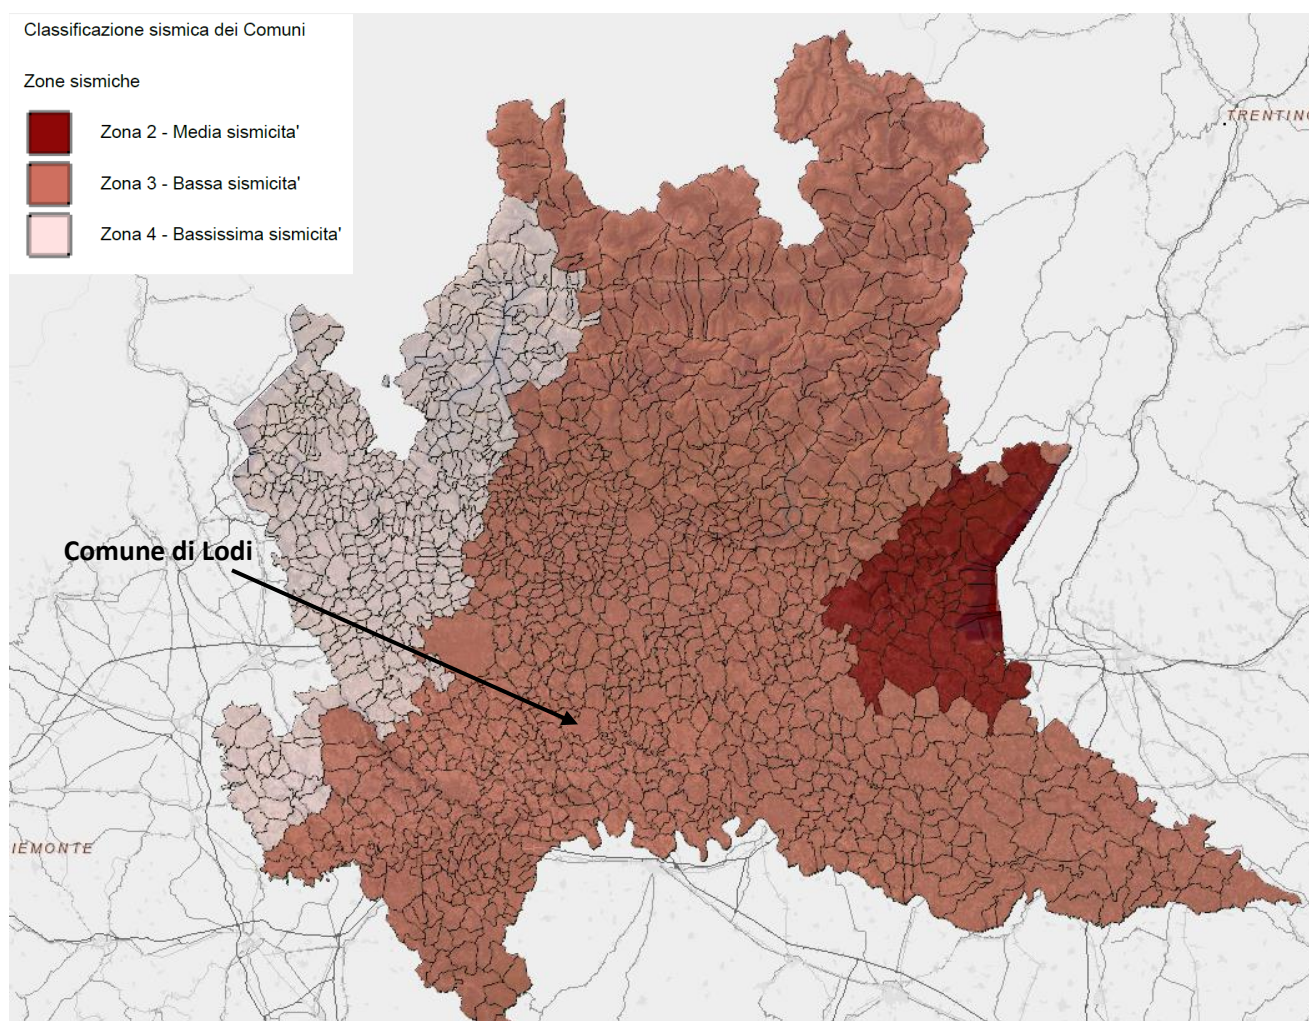 Classificazione sismica dei Comuni
Zone sismiche
Zona 2 - Media sismicita'
Zona 3 - Bassa sismicita'
Zona 4 - Bassissima sismicita'
TRENTINO
Comune di Lodi
IEMONTE